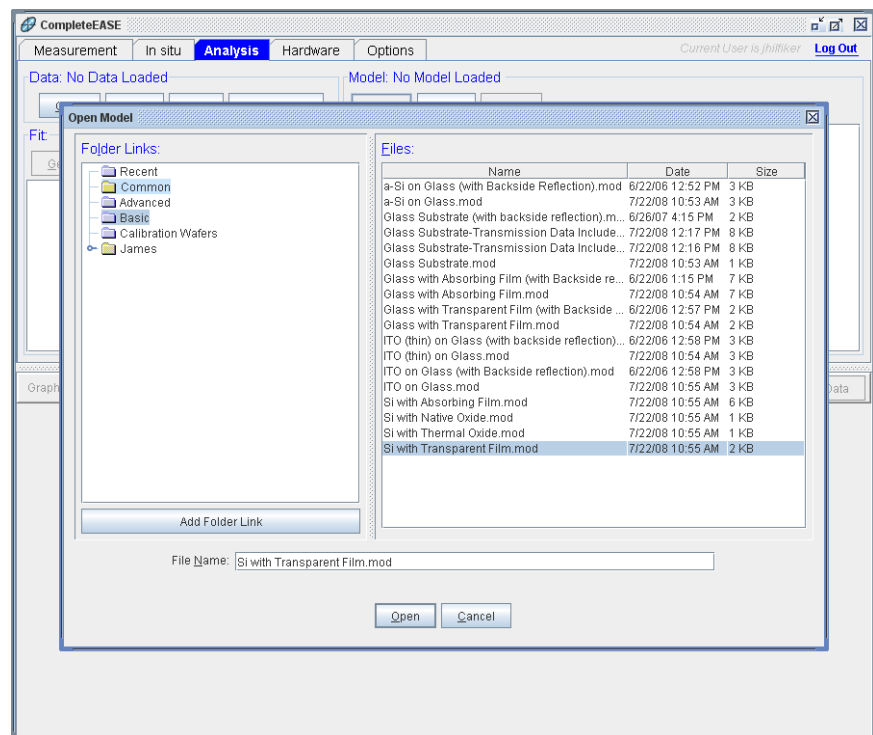 CompleteEASE
Measurement In situ Analysis Hardware Options Current User is jhilfiker Log Out
Data: No Data Loaded Model: No Model Loaded
Open Model
Fit
Folder Links:
Recent
Common
Advanced
Basic
Calibration Wafers
James
Add Folder Link
Files:
Name Date Size
a-Si on Glass (with Backside Reflection).mod 6/22/06 12:52 PM 3 KB
a-Si on Glass.mod 7/22/08 10:53 AM 3 KB
Glass Substrate (with backside reflection).m... 6/26/07 4:15 PM 2 KB
Glass Substrate-Transmission Data Include... 7/22/08 12:17 PM 8 KB
Glass Substrate-Transmission Data Include... 7/22/08 12:16 PM 8 KB
Glass Substrate.mod 7/22/08 10:53 AM 1 KB
Glass with Absorbing Film (with Backside re... 6/22/06 1:15 PM 7 KB
Glass with Absorbing Film.mod 7/22/08 10:54 AM 7 KB
Glass with Transparent Film (with Backside ... 6/22/06 12:57 PM 2 KB
Glass with Transparent Film.mod 7/22/08 10:54 AM 2 KB
ITO (thin) on Glass (with backside reflection)... 6/22/06 12:58 PM 3 KB
ITO (thin) on Glass.mod 7/22/08 10:54 AM 3 KB
ITO on Glass (with Backside reflection).mod 6/22/06 12:58 PM 3 KB
ITO on Glass.mod 7/22/08 10:55 AM 3 KB
Si with Absorbing Film.mod 7/22/08 10:55 AM 6 KB
Si with Native Oxide.mod 7/22/08 10:55 AM 1 KB
Si with Thermal Oxide.mod 7/22/08 10:55 AM 1 KB
Si with Transparent Film.mod 7/22/08 10:55 AM 2 KB
Graph
Data
File Name: Si with Transparent Film.mod
Open Cancel